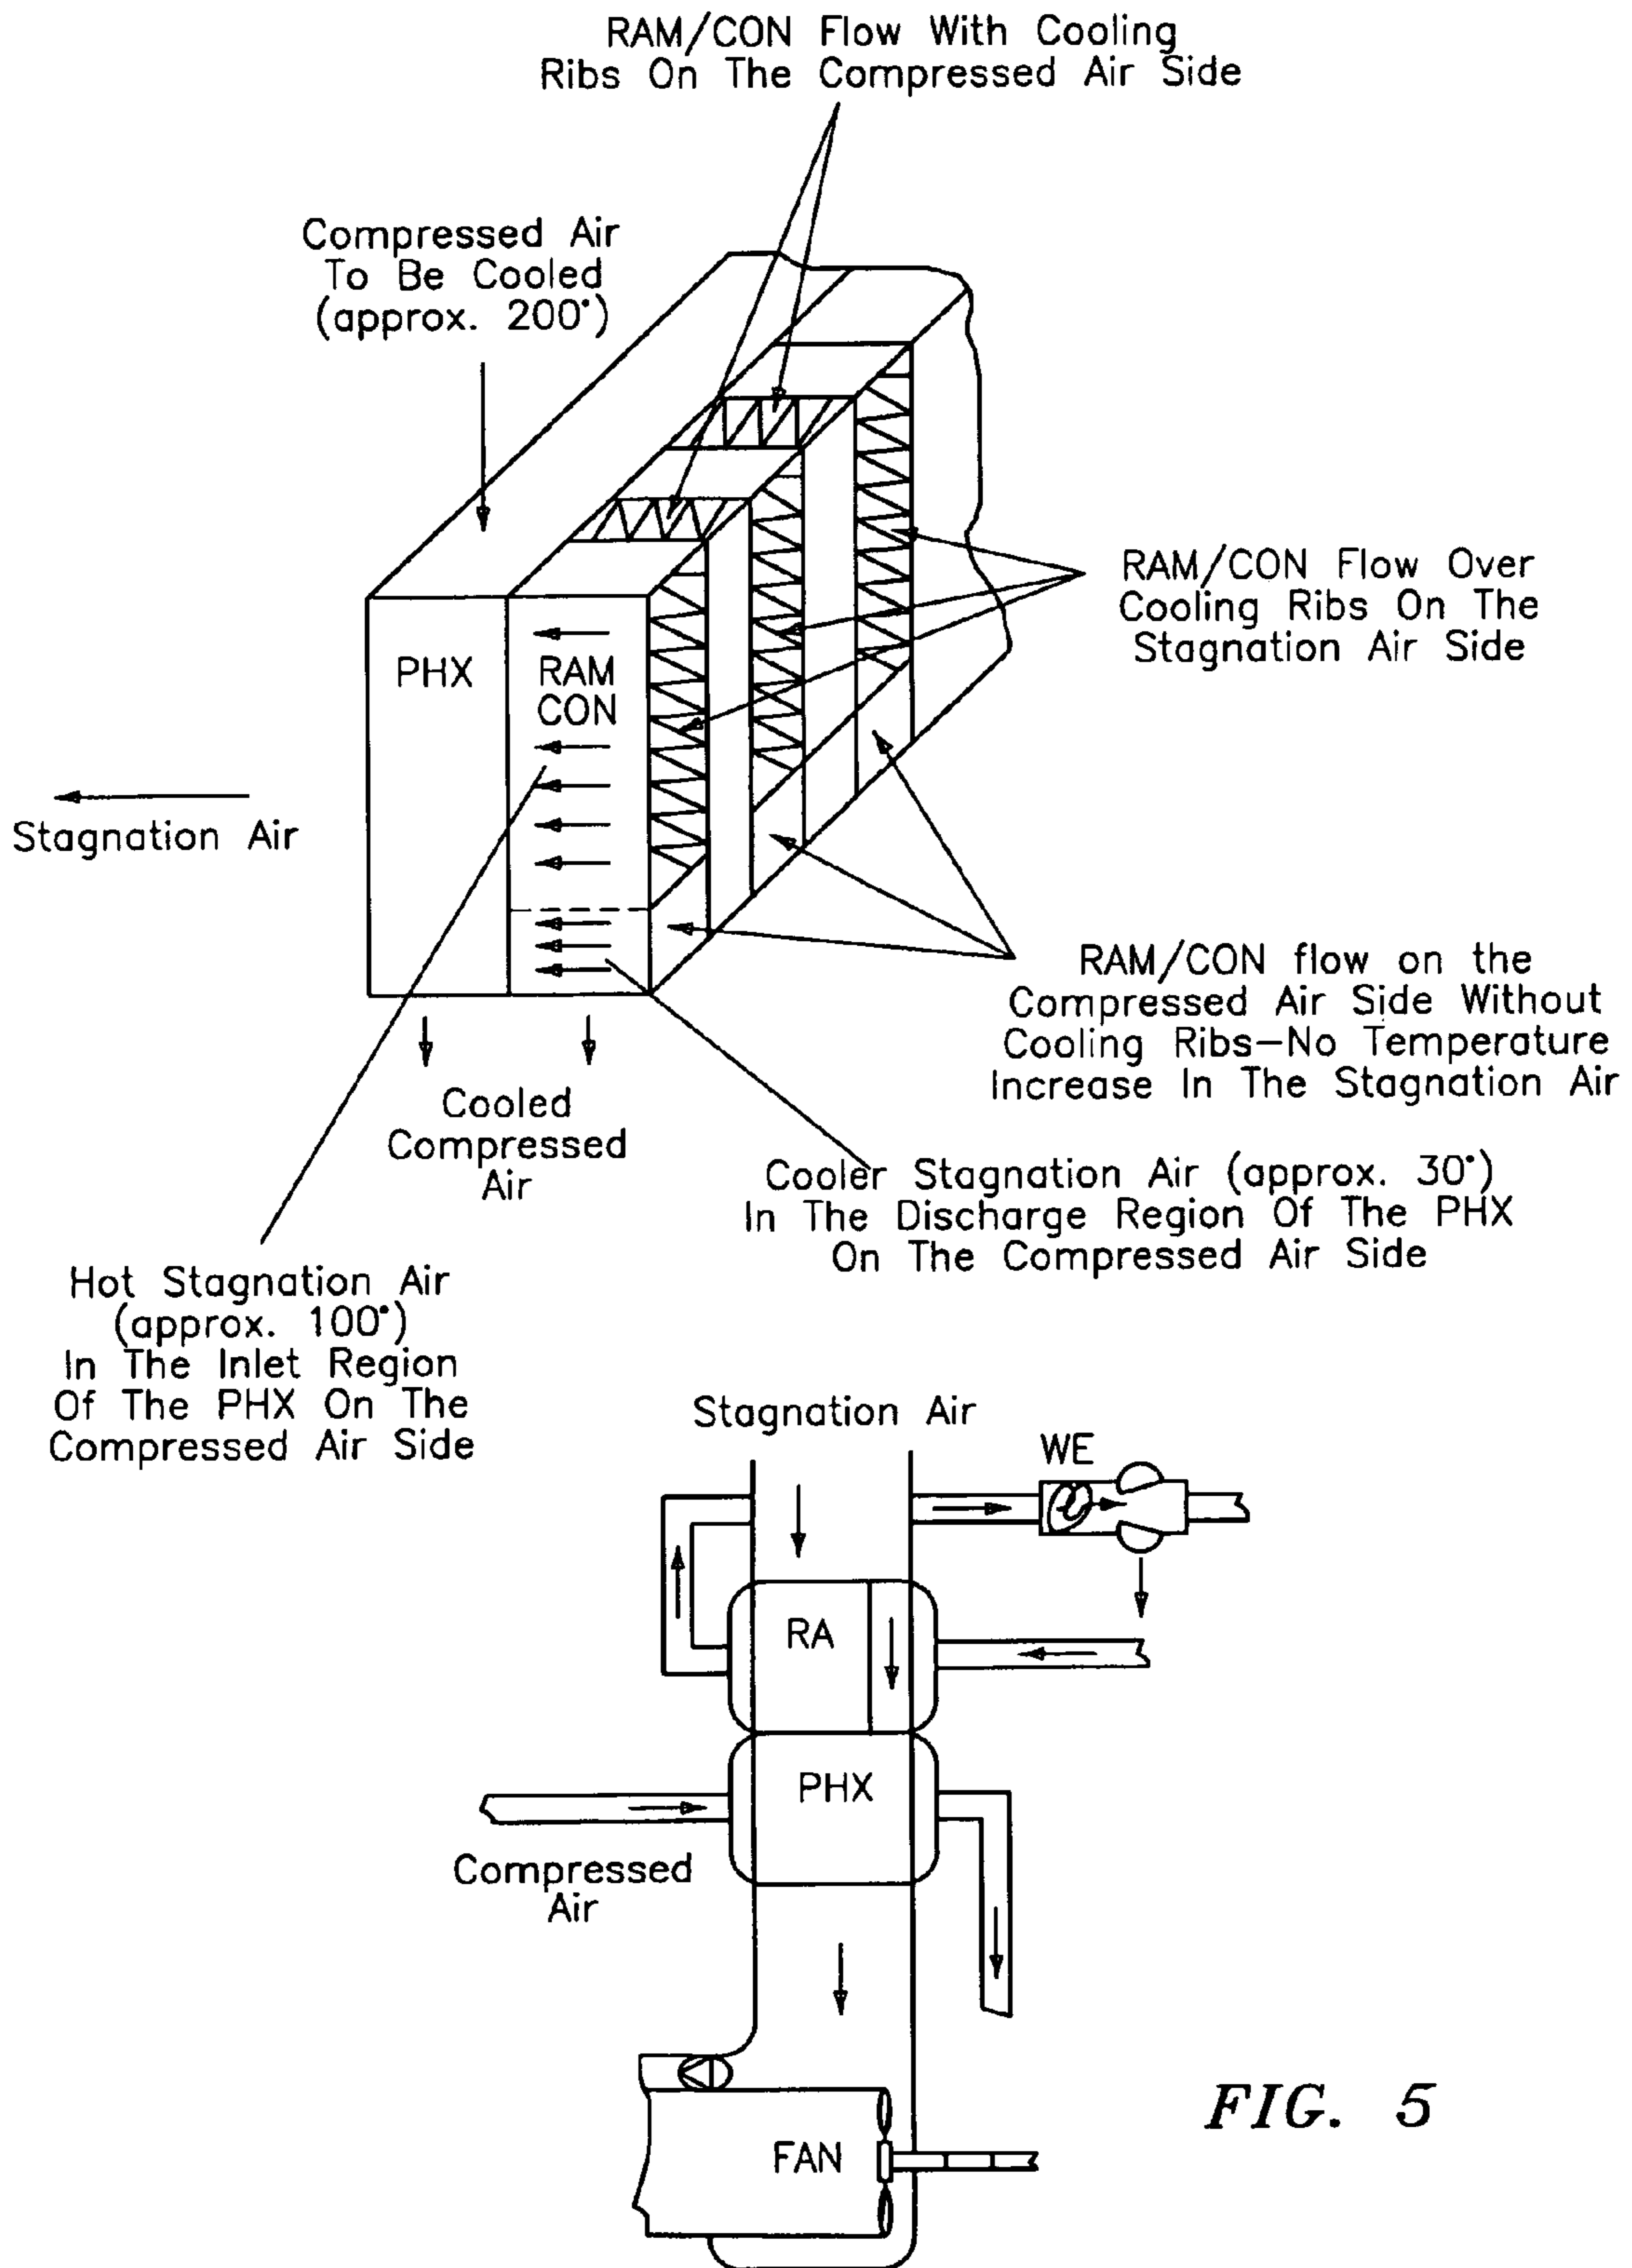 RAM/CON Flow With Cooling
Ribs On The Compressed Air Side
Compressed Air
To Be Cooled
(approx. 200°)
RAM/CON Flow Over
Cooling Ribs On The
Stagnation Air Side
PHX
RAM
CON
Stagnation Air
RAM/CON flow on the
Compressed Air Side Without
Cooling Ribs–No Temperature
Increase In The Stagnation Air
Cooled
Compressed
Air
Cooler Stagnation Air (approx. 30°)
In The Discharge Region Of The PHX
On The Compressed Air Side
Hot Stagnation Air
(approx. 100°)
In The Inlet Region
Of The PHX On The
Compressed Air Side
Stagnation Air
WE
RA
PHX
Compressed
Air
FAN
FIG. 5